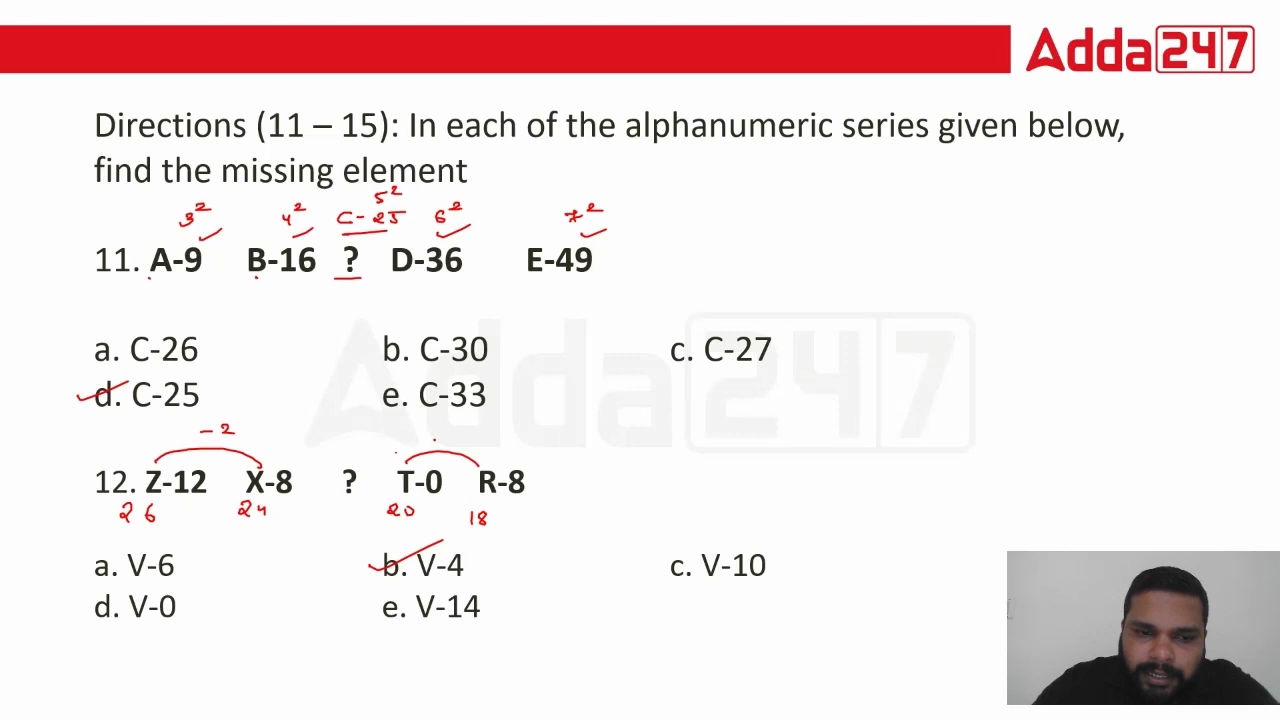 Adda247
Directions (11 – 15): In each of the alphanumeric series given below,
find the missing element
3² 4² C-25 5² 6² 7²
11. A-9 B-16 ? D-36 E-49
a. C-26 b. C-30 c. C-27
d. C-25 e. C-33
-2
12. Z-12 X-8 ? T-0 R-8
26 24 20 18
a. V-6 b. V-4 c. V-10
d. V-0 e. V-14
Adda247